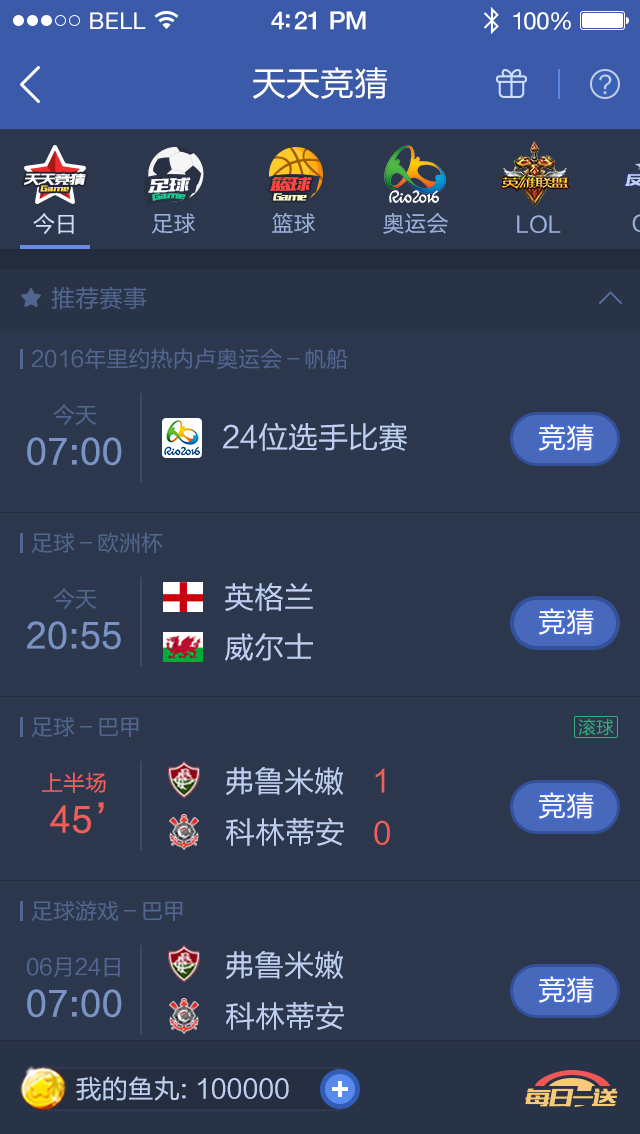 BELL 4:21 PM 100%
天天竞猜
天天竞猜 Game 足球 Game 篮球 Game Rio2016 英雄联盟
今日 足球 篮球 奥运会 LOL
推荐赛事
2016年里约热内卢奥运会－帆船
今天
07:00 Rio2016 24位选手比赛 竞猜
足球－欧洲杯
今天 英格兰
20:55 威尔士 竞猜
足球－巴甲 滚球
上半场 弗鲁米嫩 1
45’ 科林蒂安 0 竞猜
足球游戏－巴甲
06月24日 弗鲁米嫩
07:00 科林蒂安 竞猜
我的鱼丸: 100000 每日一送